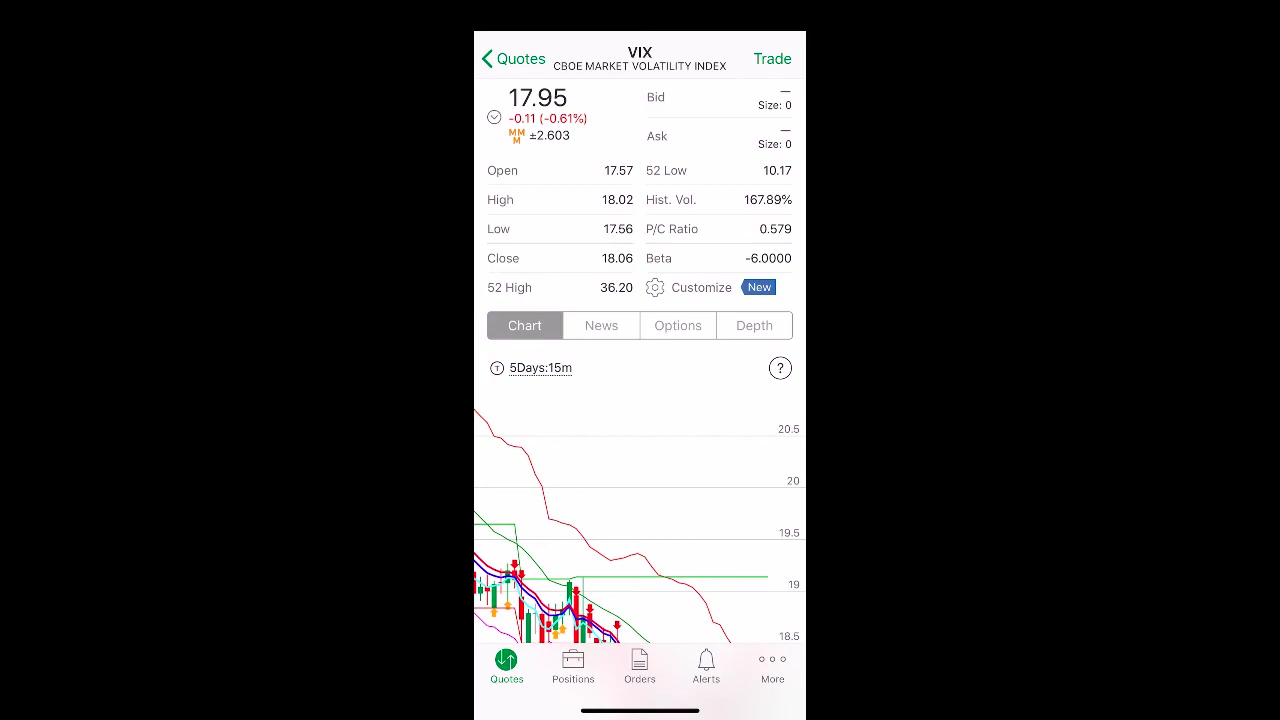 Quotes
VIX
CBOE MARKET VOLATILITY INDEX
Trade
17.95
-0.11 (-0.61%)
MM
M
±2.603
Bid
—
Size: 0
Ask
—
Size: 0
Open 17.57
52 Low 10.17
High 18.02
Hist. Vol. 167.89%
Low 17.56
P/C Ratio 0.579
Close 18.06
Beta -6.0000
52 High 36.20
Customize New
Chart News Options Depth
T 5Days:15m ?
20.5
20
19.5
19
18.5
Quotes Positions Orders Alerts More